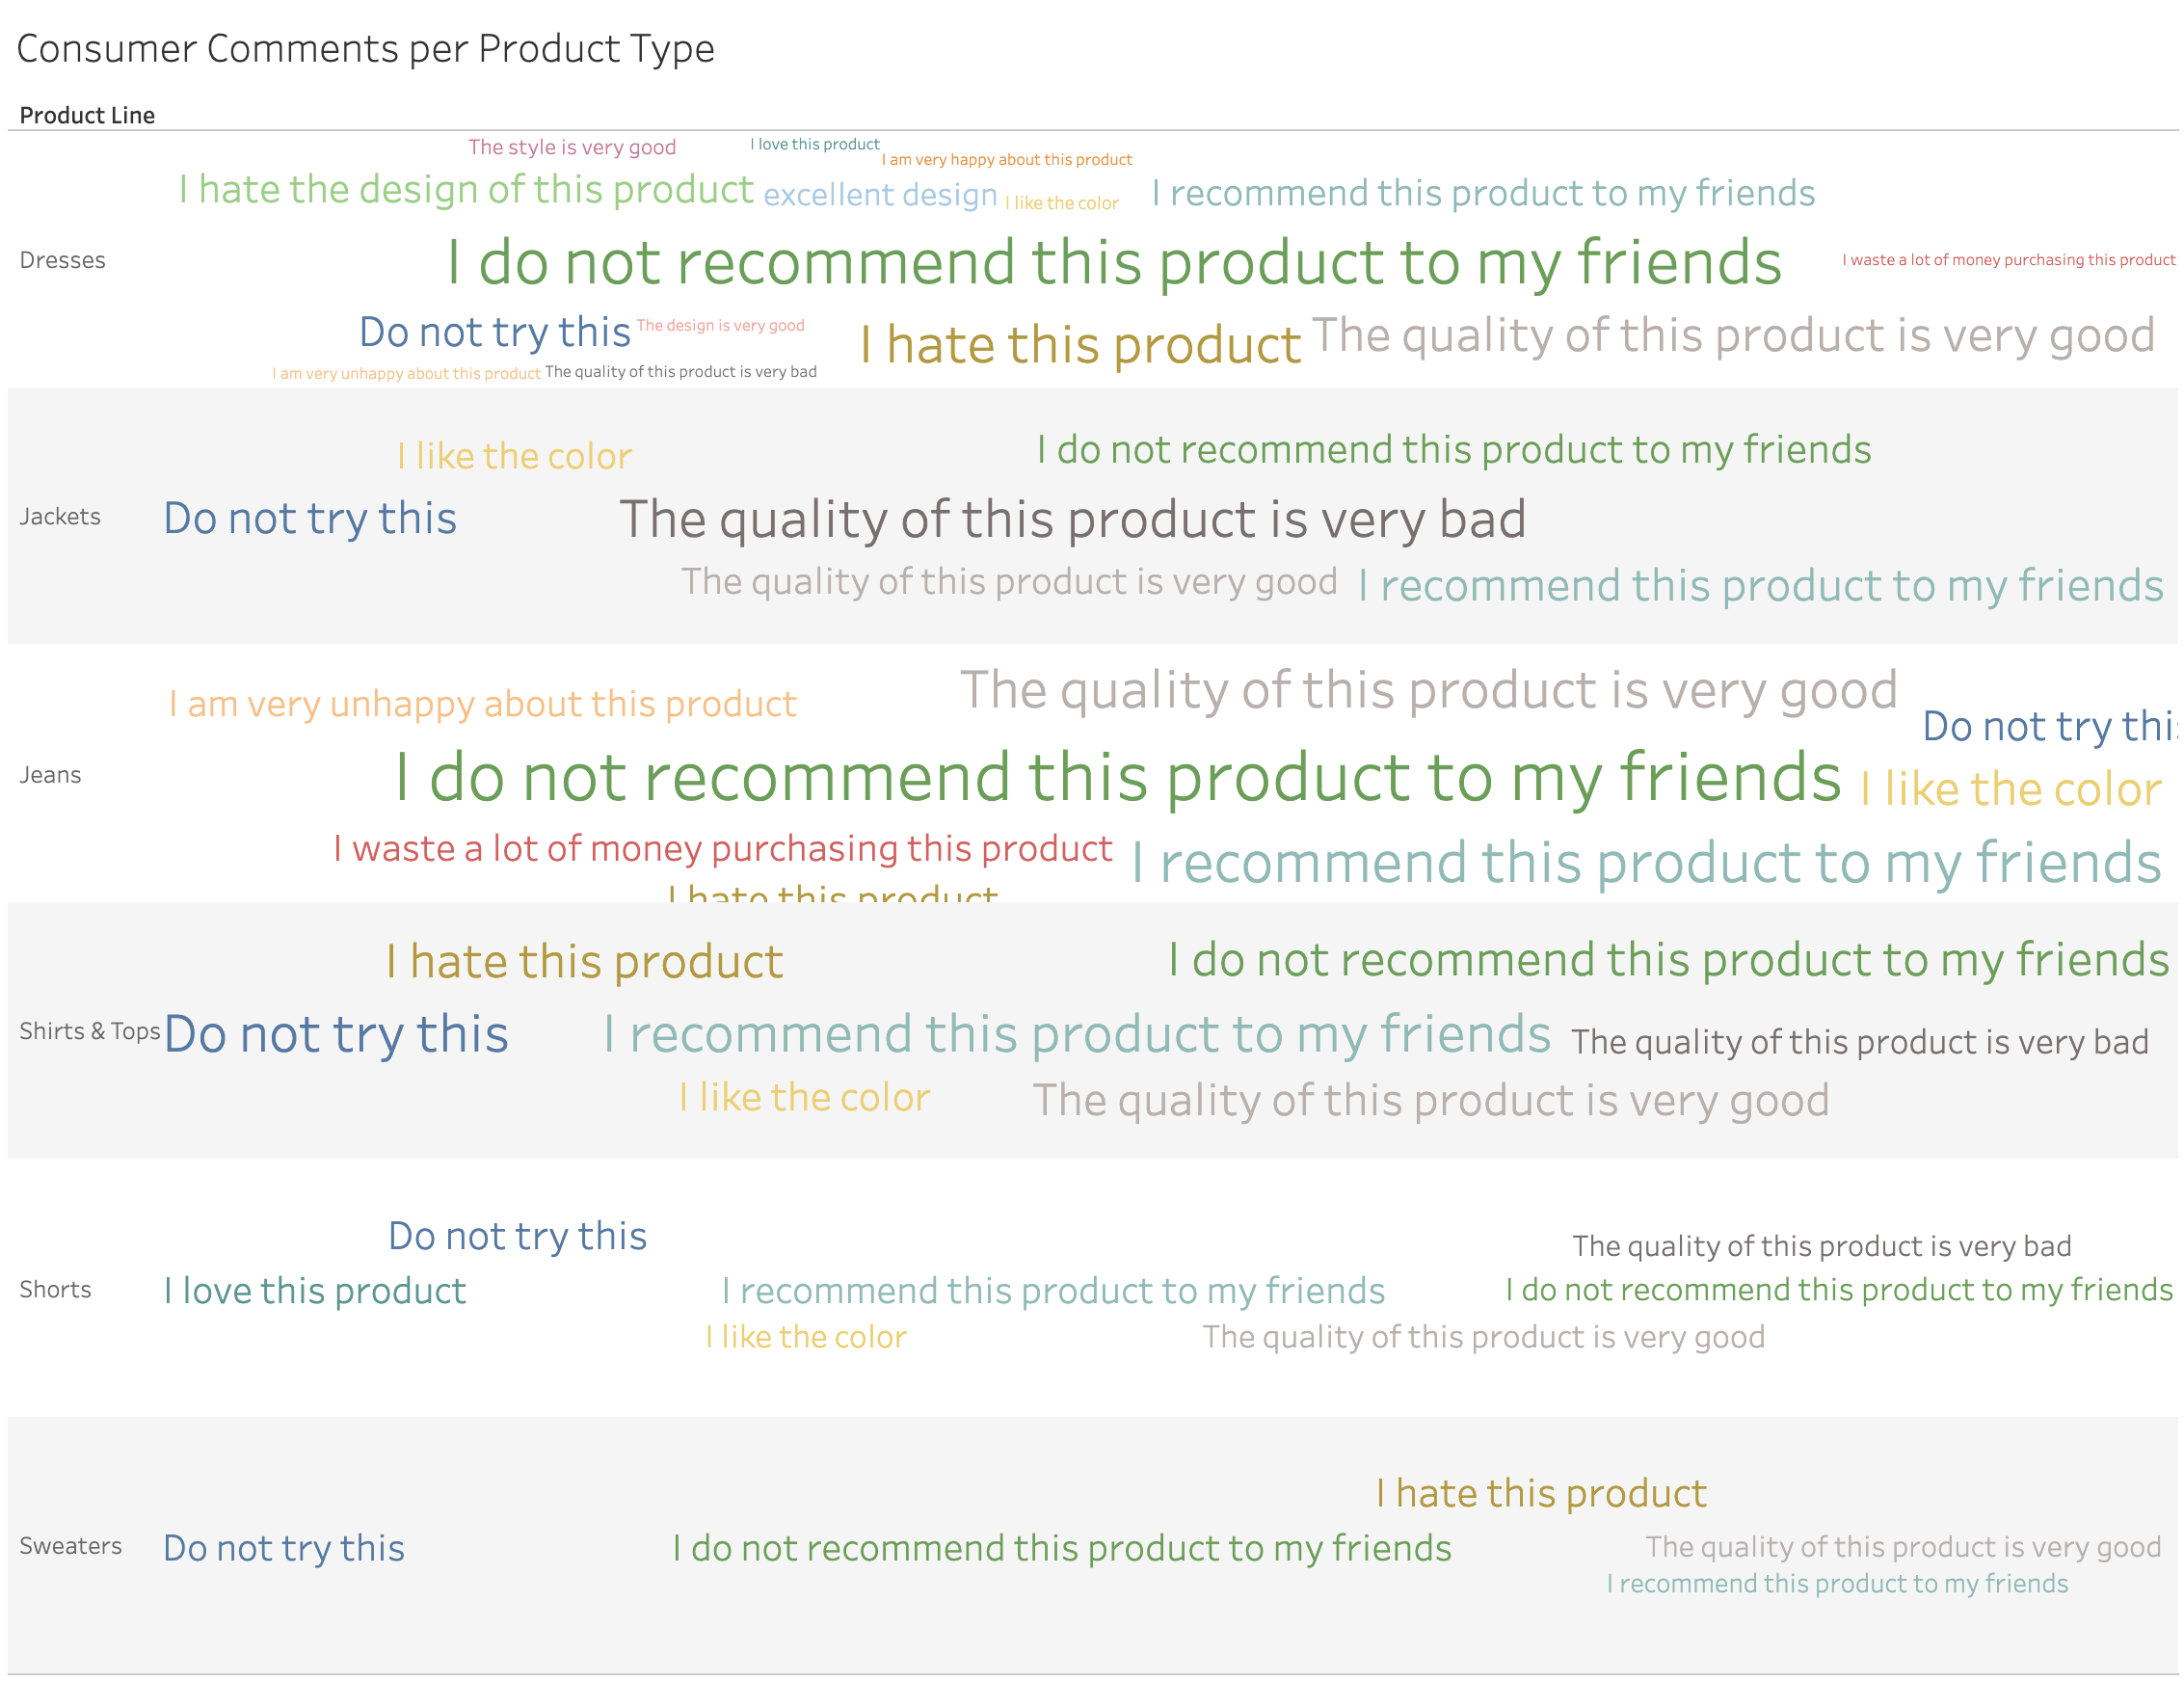 Consumer Comments per Product Type
Product Line
The style is very good
I love this product
I am very happy about this product
I hate the design of this product
excellent design
I like the color
I recommend this product to my friends
Dresses
I do not recommend this product to my friends
I waste a lot of money purchasing this product
Do not try this
The design is very good
I hate this product
The quality of this product is very good
I am very unhappy about this product
The quality of this product is very bad
I like the color
I do not recommend this product to my friends
Jackets
Do not try this
The quality of this product is very bad
The quality of this product is very good
I recommend this product to my friends
I am very unhappy about this product
The quality of this product is very good
Do not try this
Jeans
I do not recommend this product to my friends
I like the color
I waste a lot of money purchasing this product
I recommend this product to my friends
I hate this product
I hate this product
I do not recommend this product to my friends
Shirts & Tops
Do not try this
I recommend this product to my friends
The quality of this product is very bad
I like the color
The quality of this product is very good
Do not try this
The quality of this product is very bad
Shorts
I love this product
I recommend this product to my friends
I do not recommend this product to my friends
I like the color
The quality of this product is very good
I hate this product
Sweaters
Do not try this
I do not recommend this product to my friends
The quality of this product is very good
I recommend this product to my friends